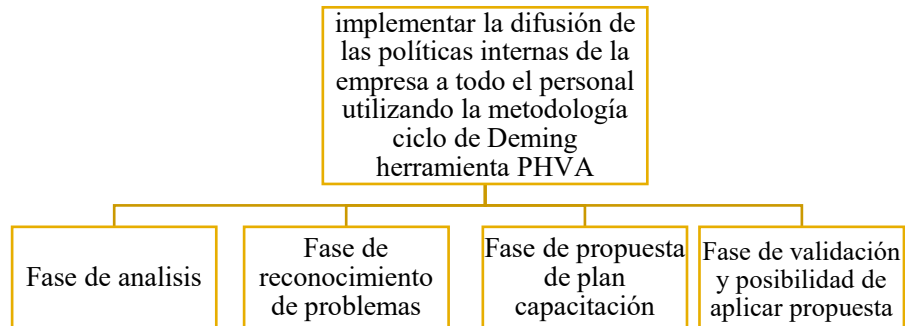 implementar la difusión de
las políticas internas de la
empresa a todo el personal
utilizando la metodología
ciclo de Deming
herramienta PHVA
Fase de analisis
Fase de
reconocimiento
de problemas
Fase de propuesta
de plan
capacitación
Fase de validación
y posibilidad de
aplicar propuesta